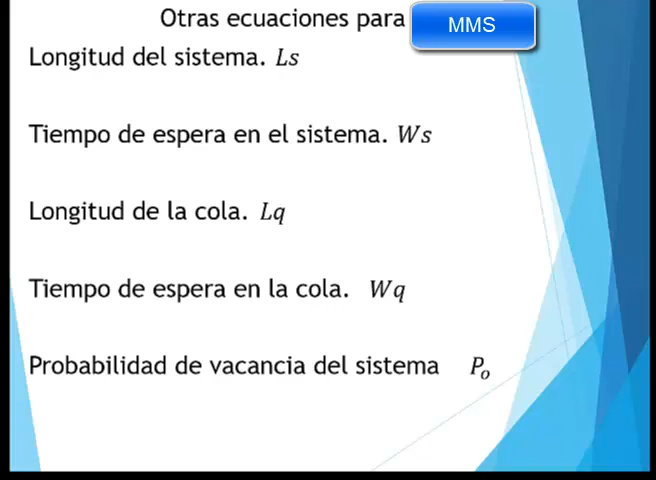 Otras ecuaciones para MMS
Longitud del sistema. Ls
Tiempo de espera en el sistema. Ws
Longitud de la cola. Lq
Tiempo de espera en la cola. Wq
Probabilidad de vacancia del sistema Pₒ